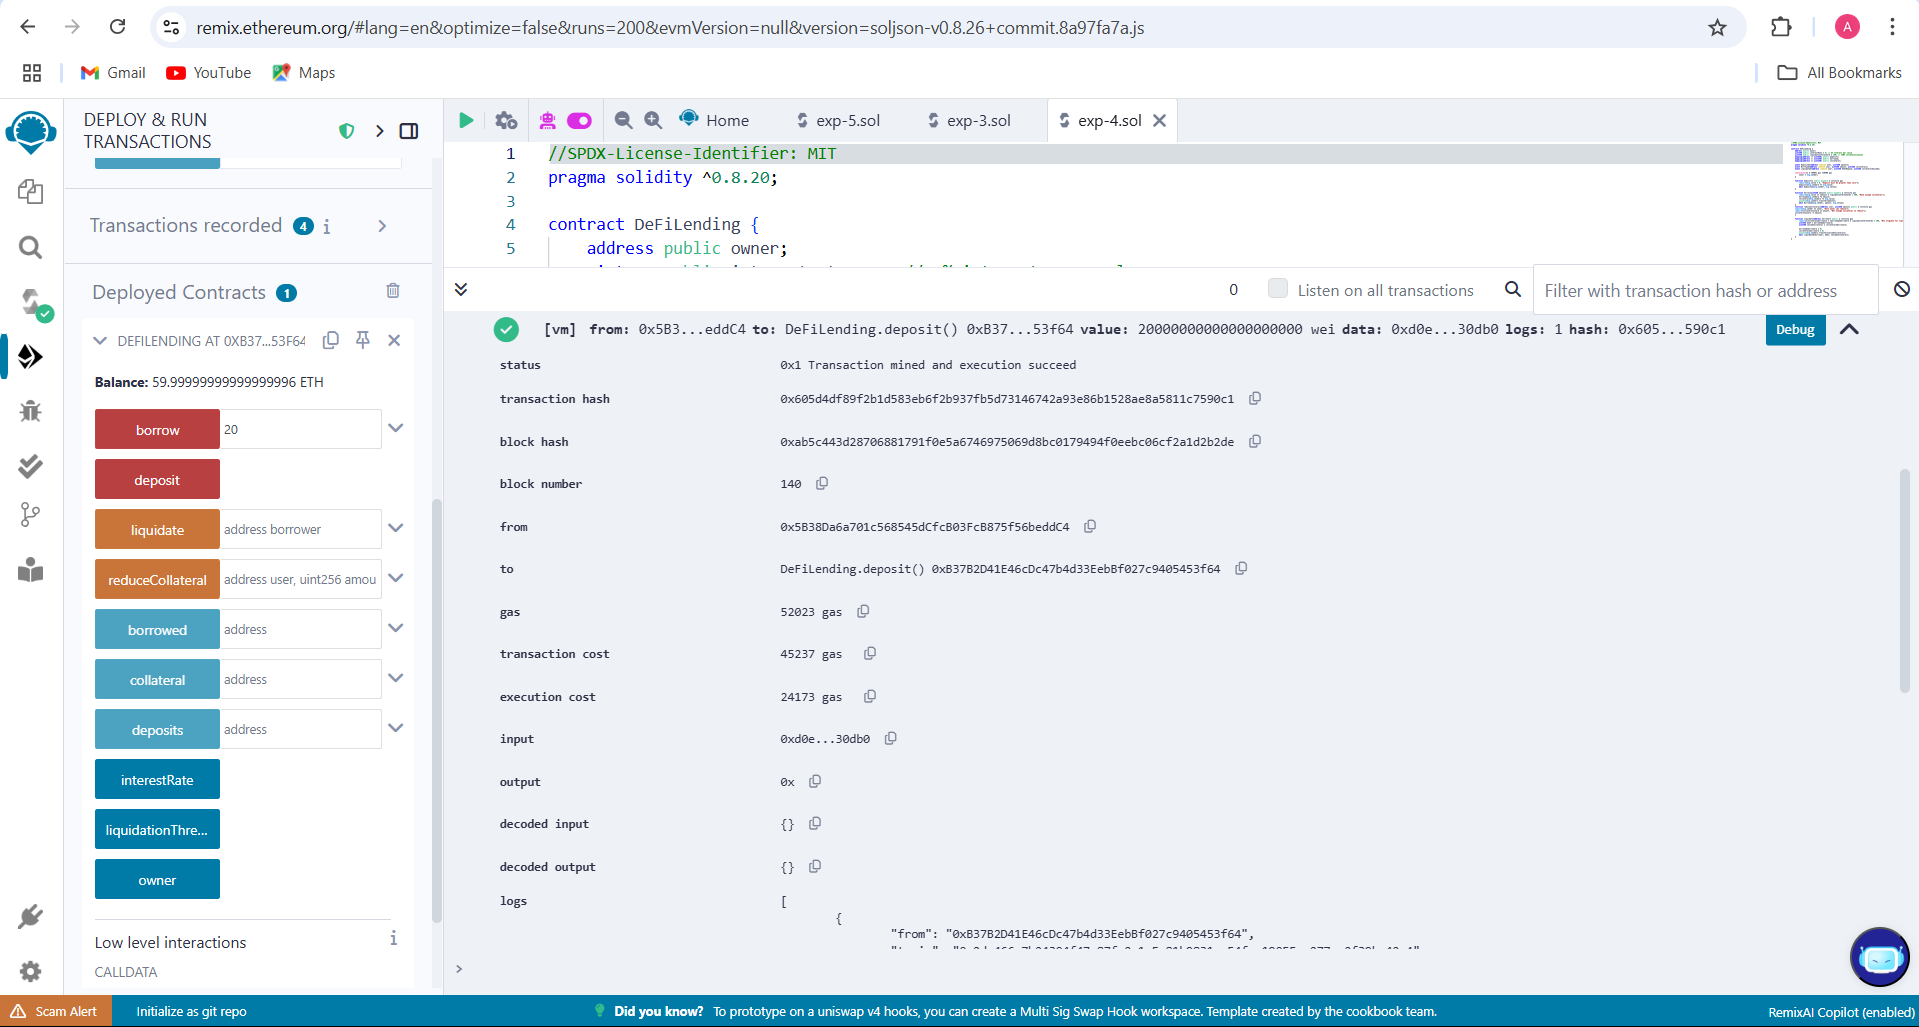 remix.ethereum.org/#lang=en&optimize=false&runs=200&evmVersion=null&version=soljson-v0.8.26+commit.8a97fa7a.js
A
Gmail
YouTube
Maps
All Bookmarks
DEPLOY & RUN
TRANSACTIONS
Home
exp-5.sol
exp-3.sol
exp-4.sol
1 //SPDX-License-Identifier: MIT
2 pragma solidity ^0.8.20;
3
4 contract DeFiLending {
5 address public owner;
Transactions recorded 4 i
Deployed Contracts 1
DEFILENDING AT 0XB37...53F64
Balance: 59.99999999999999996 ETH
borrow 20
deposit
liquidate address borrower
reduceCollateral address user, uint256 amou
borrowed address
collateral address
deposits address
interestRate
liquidationThre...
owner
Low level interactions i
CALLDATA
0 Listen on all transactions Filter with transaction hash or address
[vm] from: 0x5B3...eddC4 to: DeFiLending.deposit() 0xB37...53f64 value: 20000000000000000000 wei data: 0xd0e...30db0 logs: 1 hash: 0x605...590c1 Debug
status 0x1 Transaction mined and execution succeed
transaction hash 0x605d4df89f2b1d583eb6f2b937fb5d73146742a93e86b1528ae8a5811c7590c1
block hash 0xab5c443d28706881791f0e5a6746975069d8bc0179494f0eebc06cf2a1d2b2de
block number 140
from 0x5B38Da6a701c568545dCfcB03FcB875f56beddC4
to DeFiLending.deposit() 0xB37B2D41E46cDc47b4d33EebBf027c9405453f64
gas 52023 gas
transaction cost 45237 gas
execution cost 24173 gas
input 0xd0e...30db0
output 0x
decoded input {}
decoded output {}
logs [
{
"from": "0xB37B2D41E46cDc47b4d33EebBf027c9405453f64",
>
Scam Alert
Initialize as git repo
Did you know? To prototype on a uniswap v4 hooks, you can create a Multi Sig Swap Hook workspace. Template created by the cookbook team.
RemixAI Copilot (enabled)